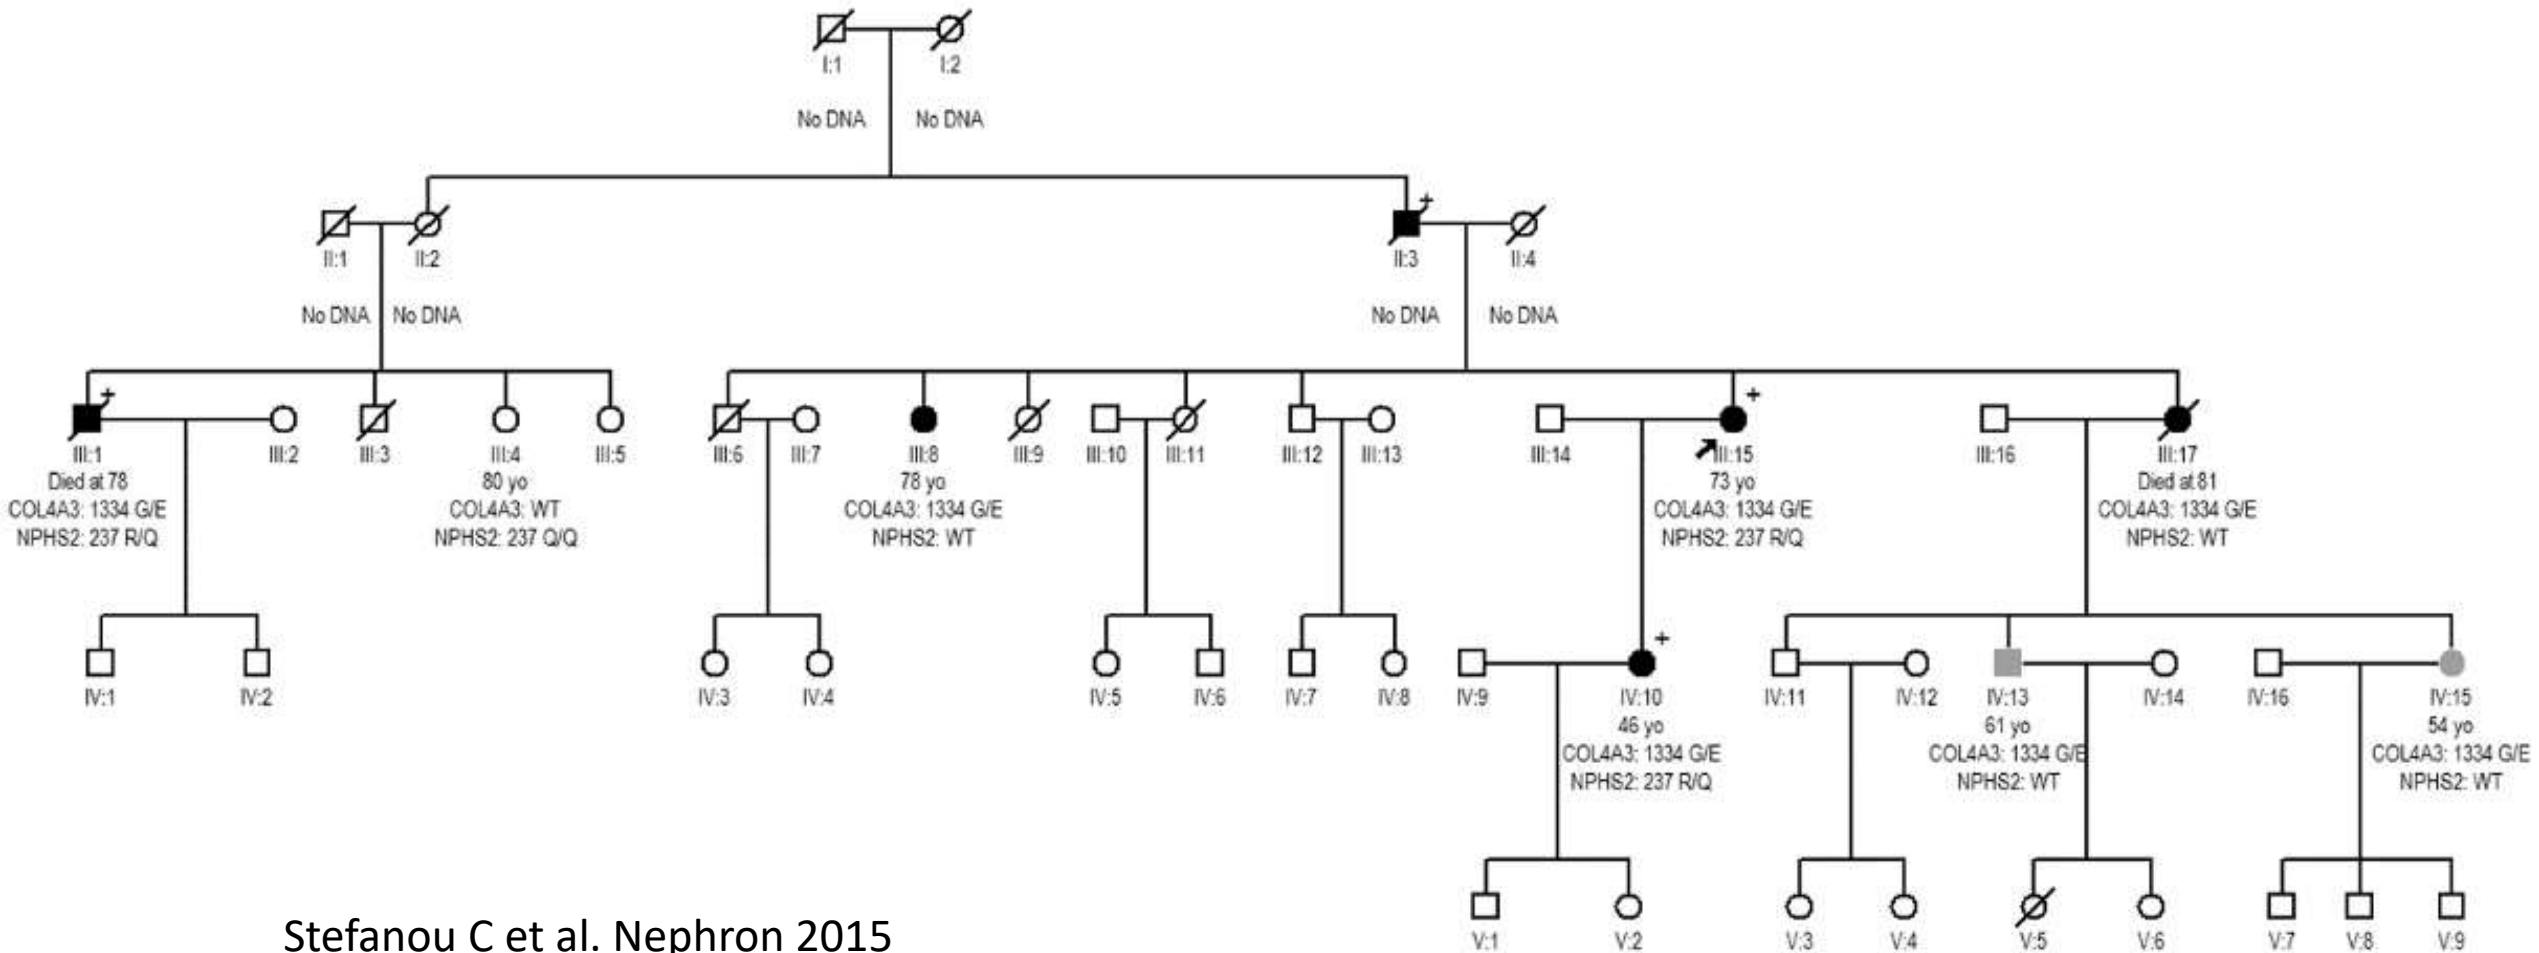 I:1 I:2
No DNA No DNA
II:1 II:2 II:3 II:4
No DNA No DNA No DNA No DNA
III:1 III:2 III:3 III:4 III:5 III:6 III:7 III:8 III:9 III:10 III:11 III:12 III:13 III:14 III:15 III:16 III:17
Died at 78 80 yo 78 yo 73 yo Died at 81
COL4A3: 1334 G/E COL4A3: WT COL4A3: 1334 G/E COL4A3: 1334 G/E COL4A3: 1334 G/E
NPHS2: 237 R/Q NPHS2: 237 Q/Q NPHS2: WT NPHS2: 237 R/Q NPHS2: WT
IV:1 IV:2 IV:3 IV:4 IV:5 IV:6 IV:7 IV:8 IV:9 IV:10 IV:11 IV:12 IV:13 IV:14 IV:16 IV:15
46 yo 61 yo 54 yo
COL4A3: 1334 G/E COL4A3: 1334 G/E COL4A3: 1334 G/E
NPHS2: 237 R/Q NPHS2: WT NPHS2: WT
V:1 V:2 V:3 V:4 V:5 V:6 V:7 V:8 V:9
Stefanou C et al. Nephron 2015